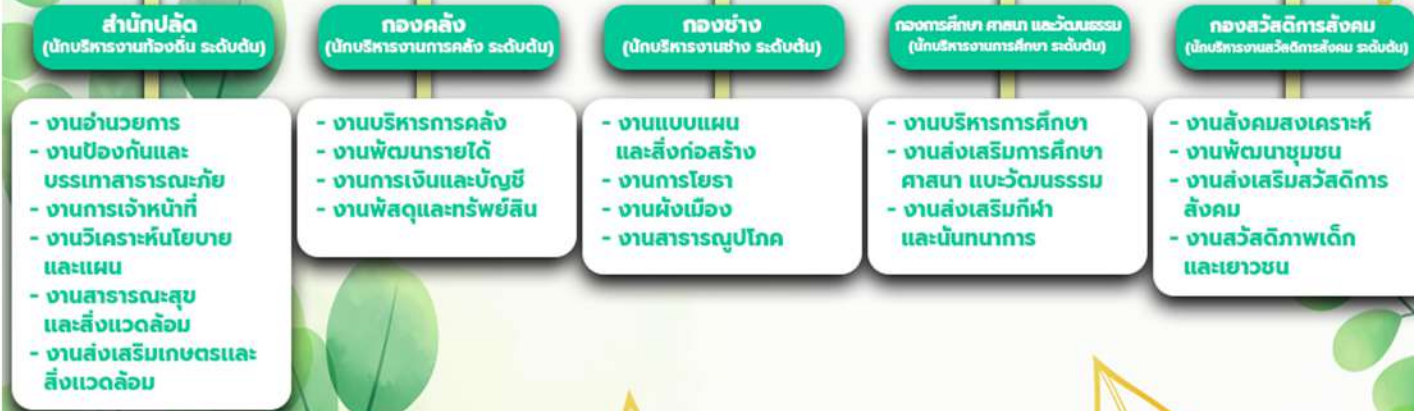 สำนักปลัด
(นักบริหารงานท้องถิ่น ระดับต้น)
- งานอำนวยการ
- งานป้องกันและ
บรรเทาสาธารณะภัย
- งานการเจ้าหน้าที่
- งานวิเคราะห์นโยบาย
และแผน
- งานสาธารณะสุข
และสิ่งแวดล้อม
- งานส่งเสริมเกษตรและ
สิ่งแวดล้อม
กองคลัง
(นักบริหารงานการคลัง ระดับต้น)
- งานบริหารการคลัง
- งานพัฒนารายได้
- งานการเงินและบัญชี
- งานพัสดุและทรัพย์สิน
กองช่าง
(นักบริหารงานช่าง ระดับต้น)
- งานแบบแผน
และสิ่งก่อสร้าง
- งานการโยธา
- งานผังเมือง
- งานสาธารณูปโภค
กองการศึกษา ศาสนา และวัฒนธรรม
(นักบริหารงานการศึกษา ระดับต้น)
- งานบริหารการศึกษา
- งานส่งเสริมการศึกษา
ศาสนา แบะวัฒนธรรม
- งานส่งเสริมกีฬา
และนันทนาการ
กองสวัสดิการสังคม
(นักบริหารงานสวัสดิการสังคม ระดับต้น)
- งานสังคมสงเคราะห์
- งานพัฒนาชุมชน
- งานส่งเสริมสวัสดิการ
สังคม
- งานสวัสดิภาพเด็ก
และเยาวชน